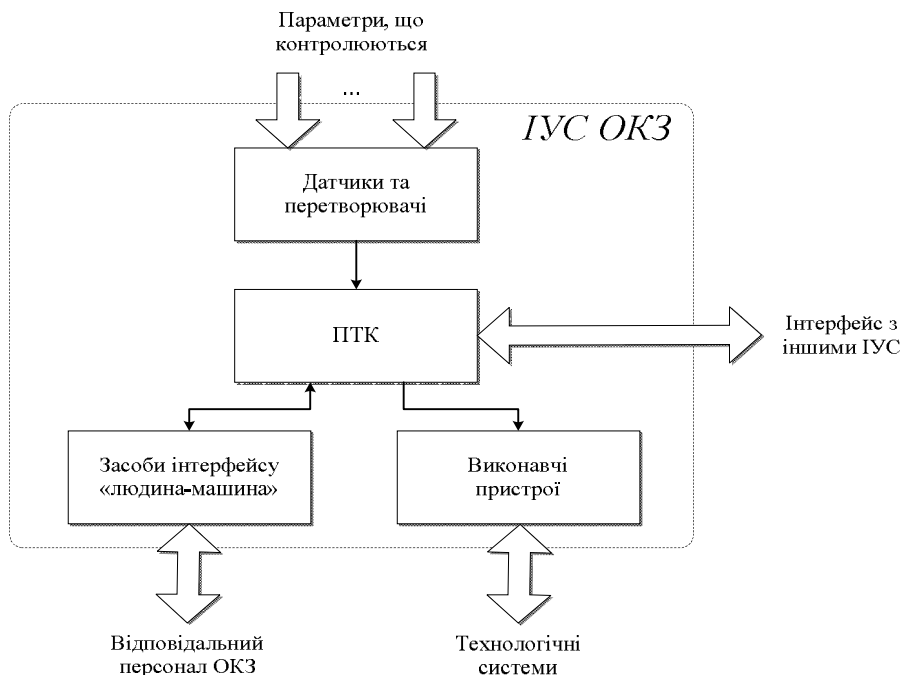 Параметри, що
контролюються
...
ІУС ОКЗ
Датчики та
перетворювачі
ПТК
Інтерфейс з
іншими ІУС
Засоби інтерфейсу
«людина-машина»
Виконавчі
пристрої
Відповідальний
персонал ОКЗ
Технологічні
системи